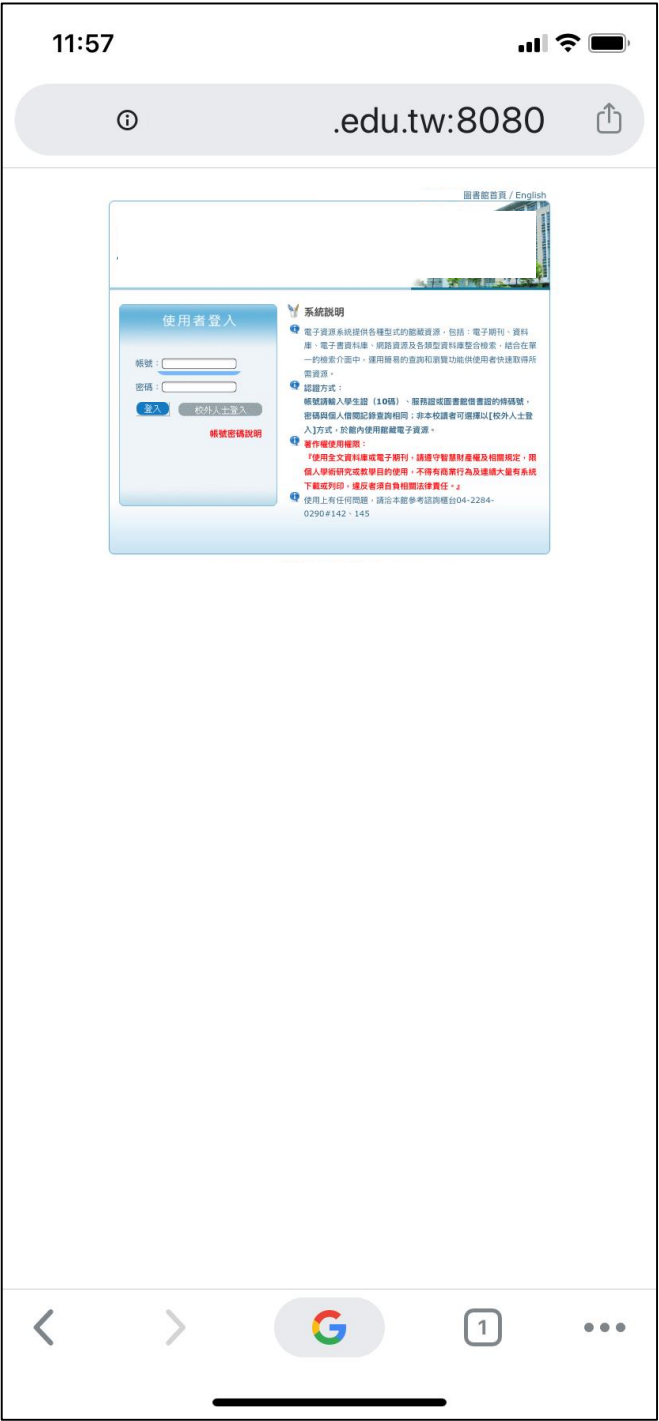 11:57
.edu.tw:8080
圖書館首頁 / English
使用者登入
帳號：
密碼：
登入
校外人士登入
帳號密碼說明
系統說明
電子資源系統提供各種型式的館藏資源，包括：電子期刊、資料
庫、電子書資料庫、網路資源及各類型資料庫整合檢索，結合在單
一的檢索介面中，運用簡易的查詢和瀏覽功能供使用者快速取得所
需資源。
認證方式：
帳號請輸入學生證（10碼）、服務證或圖書館借書證的條碼號，
密碼與個人借閱記錄查詢相同；非本校讀者可選擇以[校外人士登
入]方式，於館內使用館藏電子資源。
著作權使用權限：
『使用全文資料庫或電子期刊，請遵守智慧財產權及相關規定，限
個人學術研究或教學目的使用，不得有商業行為及連續大量有系統
下載或列印，違反者須自負相關法律責任。』
使用上有任何問題，請洽本館參考諮詢櫃台04-2284-
0290#142、145
1